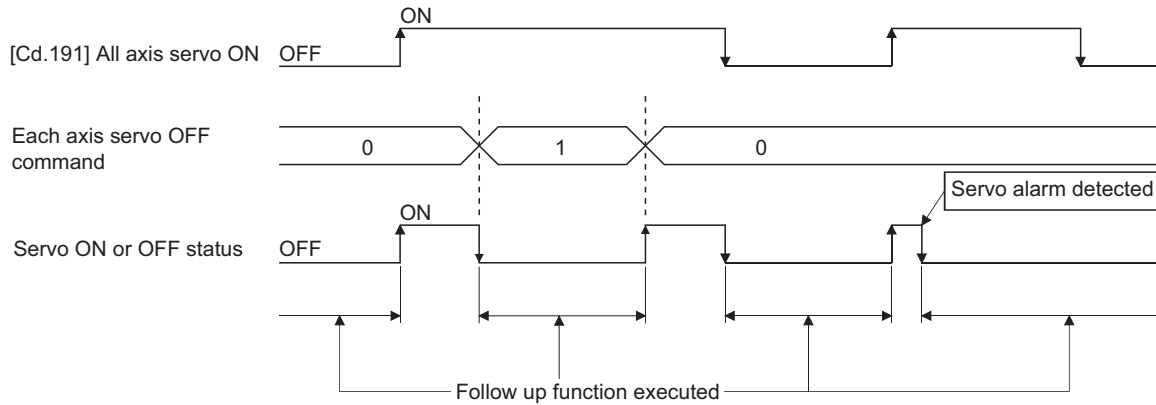 ON
[Cd.191] All axis servo ON OFF
Each axis servo OFF
command
0 1 0
Servo alarm detected
ON
Servo ON or OFF status OFF
Follow up function executed